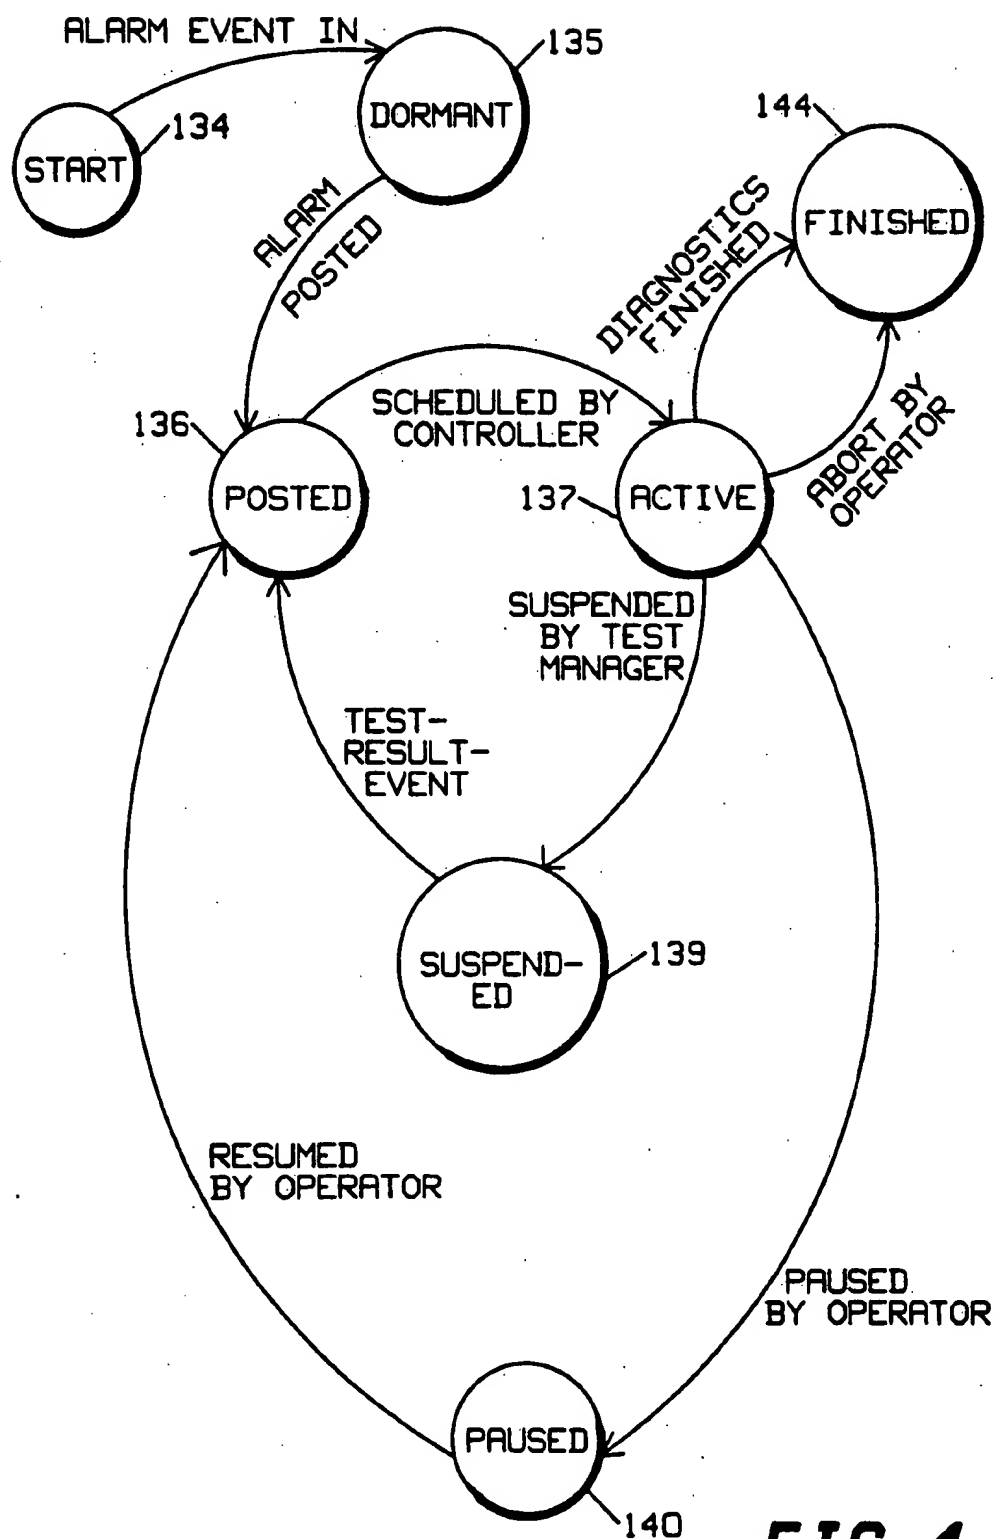 ALARM EVENT IN
135
DORMANT
134
START
144
FINISHED
ALARM
POSTED
DIAGNOSTICS
FINISHED
SCHEDULED BY
CONTROLLER
ABORT BY
OPERATOR
136
POSTED
137
ACTIVE
SUSPENDED
BY TEST
MANAGER
TEST-
RESULT-
EVENT
SUSPEND-
ED
139
RESUMED
BY OPERATOR
PAUSED
BY OPERATOR
PAUSED
140